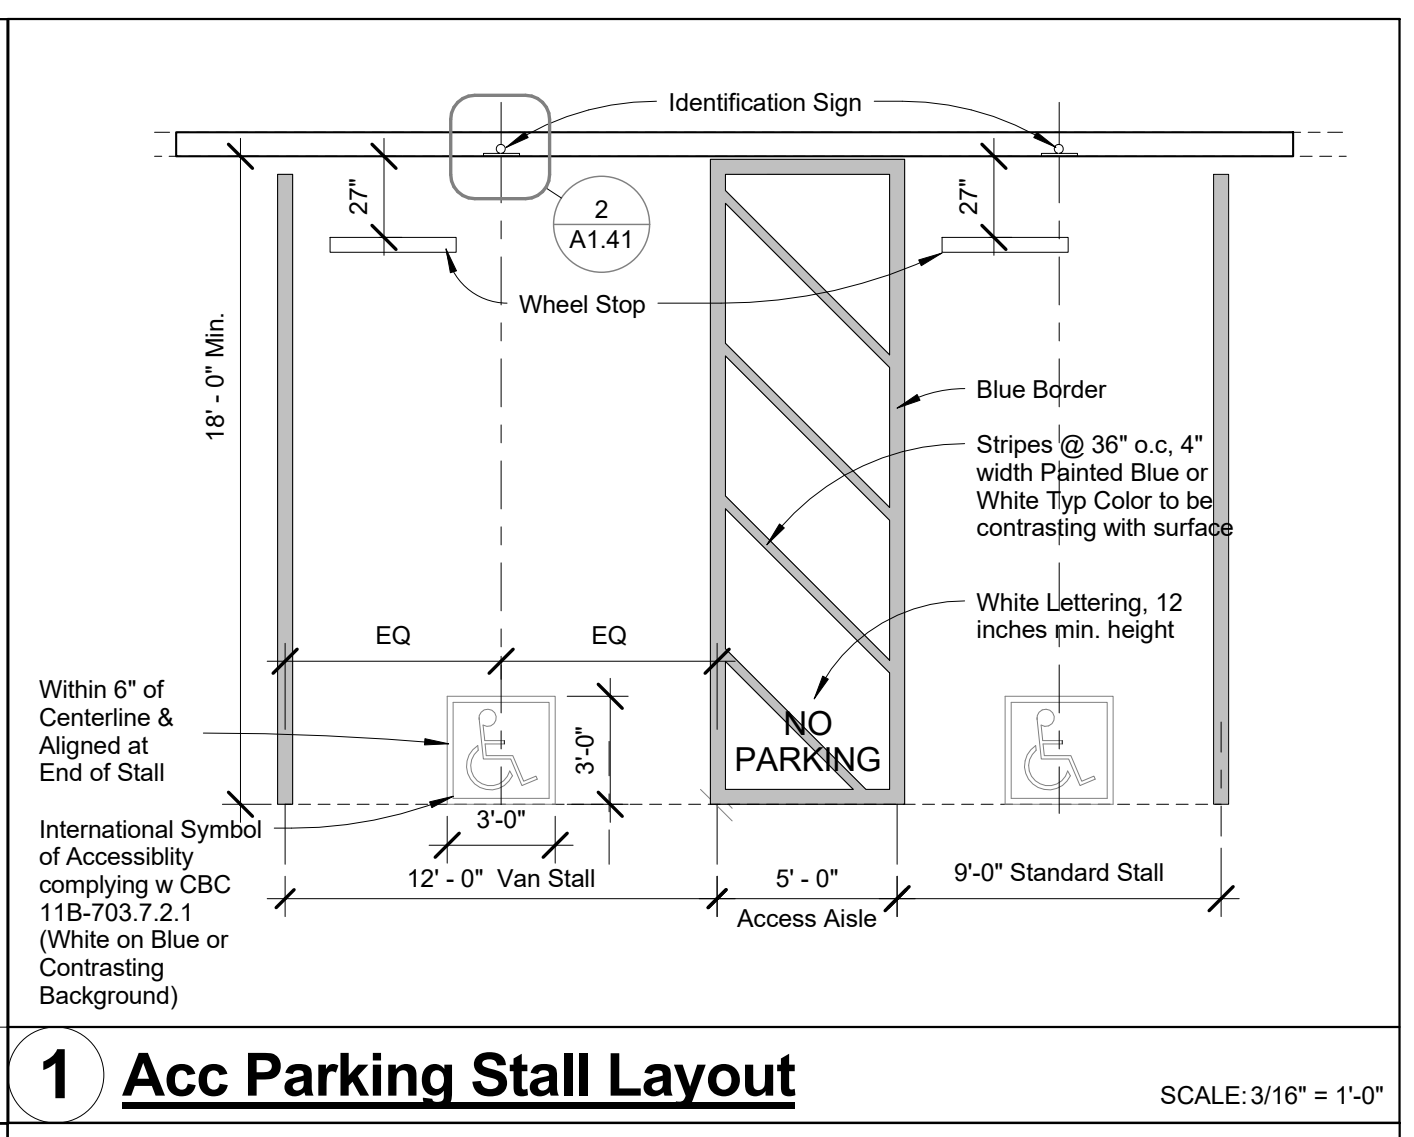 Identification Sign
27"
27"
2
A1.41
Wheel Stop
18' - 0" Min.
Blue Border
Stripes @ 36" o.c, 4"
width Painted Blue or
White Typ Color to be
contrasting with surface
White Lettering, 12
inches min. height
EQ
EQ
Within 6" of
Centerline &
Aligned at
End of Stall
NO
PARKING
3'-0"
3'-0"
International Symbol
of Accessiblity
complying w CBC
11B-703.7.2.1
(White on Blue or
Contrasting
Background)
12' - 0" Van Stall
5' - 0"
Access Aisle
9'-0" Standard Stall
1 Acc Parking Stall Layout
SCALE: 3/16" = 1'-0"